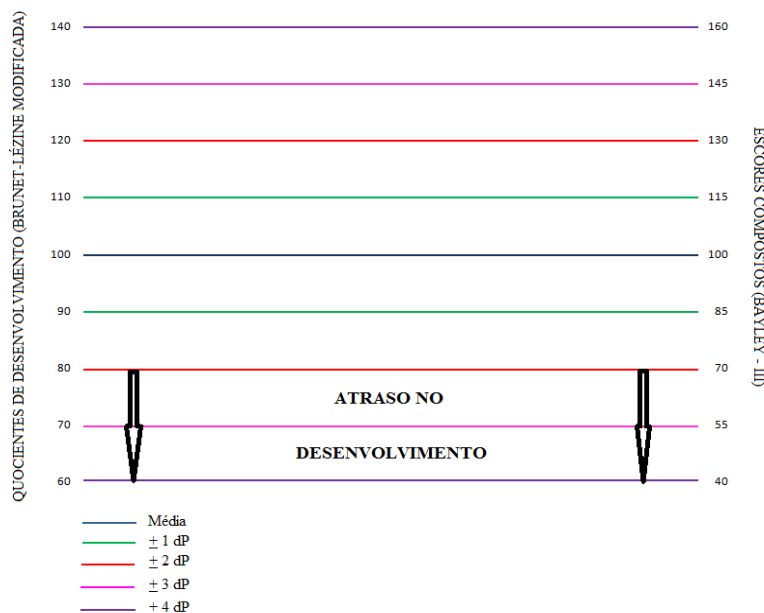 QUOCIENTES DE DESENVOLVIMENTO (BRUNET-LÉZINE MODIFICADA)
140 160
130 145
120 130
110 115
100 100
90 85
80 70
ATRASO NO
70 55
DESENVOLVIMENTO
60 40
ESCORES COMPOSTOS (BAYLEY - III)
Média
± 1 dP
± 2 dP
± 3 dP
+ 4 dP